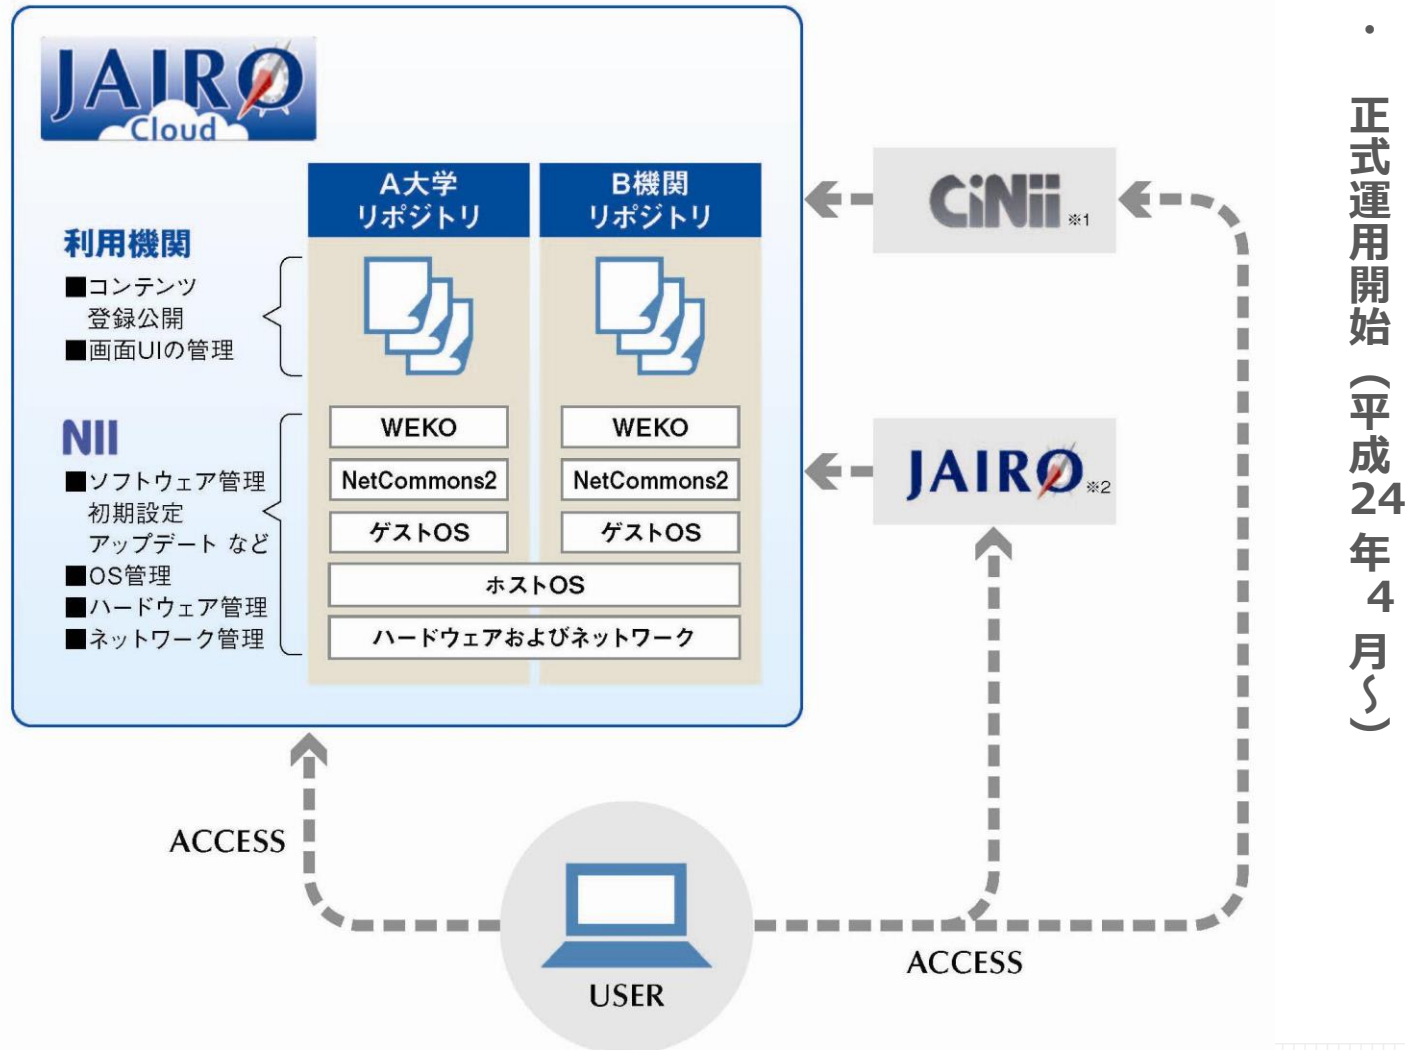 JAIRO
Cloud
A大学
リポジトリ
B機関
リポジトリ
利用機関
■コンテンツ
登録公開
■画面UIの管理
NII
■ソフトウェア管理
初期設定
アップデート など
■OS管理
■ハードウェア管理
■ネットワーク管理
WEKO
WEKO
NetCommons2
NetCommons2
ゲストOS
ゲストOS
ホストOS
ハードウェアおよびネットワーク
CiNii ※1
JAIRO ※2
ACCESS
ACCESS
USER
・ 正式運用開始（平成24年4月～）